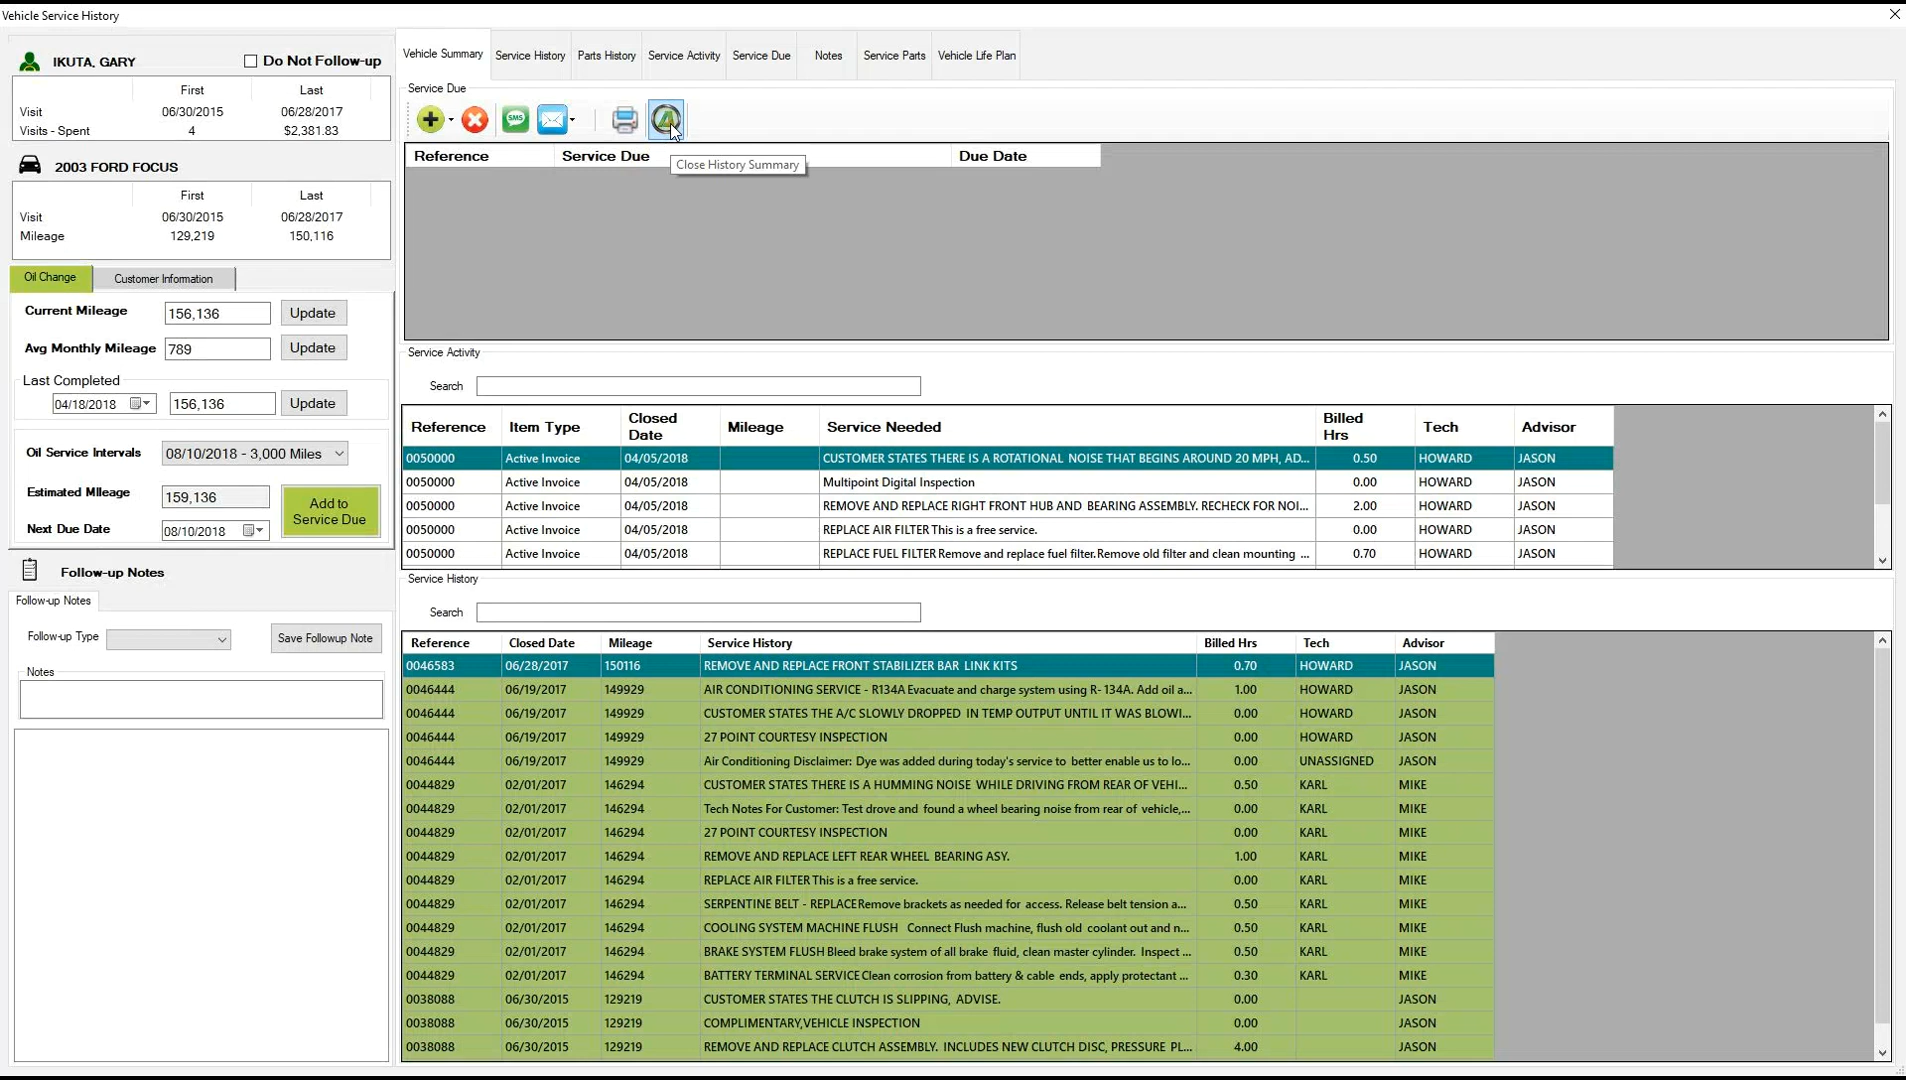 Vehicle Service History
IKUTA, GARY
Do Not Follow-up
First Last
Visit 06/30/2015 06/28/2017
Visits - Spent 4 $2,381.83
2003 FORD FOCUS
First Last
Visit 06/30/2015 06/28/2017
Mileage 129,219 150,116
Oil Change Customer Information
Current Mileage 156,136 Update
Avg Monthly Mileage 789 Update
Last Completed
04/18/2018 156,136 Update
Oil Service Intervals 08/10/2018 - 3,000 Miles
Estimated MIleage 159,136
Add to
Service Due
Next Due Date 08/10/2018
Follow-up Notes
Follow-up Notes
Follow-up Type Save Followup Note
Notes
Vehicle Summary Service History Parts History Service Activity Service Due Notes Service Parts Vehicle Life Plan
Service Due
SMS
Reference Service Due Due Date
Close History Summary
Service Activity
Search
Reference Item Type Closed Date Mileage Service Needed Billed Hrs Tech Advisor
0050000 Active Invoice 04/05/2018 CUSTOMER STATES THERE IS A ROTATIONAL NOISE THAT BEGINS AROUND 20 MPH, AD... 0.50 HOWARD JASON
0050000 Active Invoice 04/05/2018 Multipoint Digital Inspection 0.00 HOWARD JASON
0050000 Active Invoice 04/05/2018 REMOVE AND REPLACE RIGHT FRONT HUB AND BEARING ASSEMBLY. RECHECK FOR NOI... 2.00 HOWARD JASON
0050000 Active Invoice 04/05/2018 REPLACE AIR FILTER This is a free service. 0.00 HOWARD JASON
0050000 Active Invoice 04/05/2018 REPLACE FUEL FILTER Remove and replace fuel filter.Remove old filter and clean mounting ... 0.70 HOWARD JASON
Service History
Search
Reference Closed Date Mileage Service History Billed Hrs Tech Advisor
0046583 06/28/2017 150116 REMOVE AND REPLACE FRONT STABILIZER BAR LINK KITS 0.70 HOWARD JASON
0046444 06/19/2017 149929 AIR CONDITIONING SERVICE - R134A Evacuate and charge system using R-134A. Add oil a... 1.00 HOWARD JASON
0046444 06/19/2017 149929 CUSTOMER STATES THE A/C SLOWLY DROPPED IN TEMP OUTPUT UNTIL IT WAS BLOWI... 0.00 HOWARD JASON
0046444 06/19/2017 149929 27 POINT COURTESY INSPECTION 0.00 HOWARD JASON
0046444 06/19/2017 149929 Air Conditioning Disclaimer: Dye was added during today's service to better enable us to lo... 0.00 UNASSIGNED JASON
0044829 02/01/2017 146294 CUSTOMER STATES THERE IS A HUMMING NOISE WHILE DRIVING FROM REAR OF VEHI... 0.50 KARL MIKE
0044829 02/01/2017 146294 Tech Notes For Customer: Test drove and found a wheel bearing noise from rear of vehicle,... 0.00 KARL MIKE
0044829 02/01/2017 146294 27 POINT COURTESY INSPECTION 0.00 KARL MIKE
0044829 02/01/2017 146294 REMOVE AND REPLACE LEFT REAR WHEEL BEARING ASY. 1.00 KARL MIKE
0044829 02/01/2017 146294 REPLACE AIR FILTER This is a free service. 0.00 KARL MIKE
0044829 02/01/2017 146294 SERPENTINE BELT - REPLACE Remove brackets as needed for access. Release belt tension a... 0.50 KARL MIKE
0044829 02/01/2017 146294 COOLING SYSTEM MACHINE FLUSH Connect Flush machine, flush old coolant out and n... 0.50 KARL MIKE
0044829 02/01/2017 146294 BRAKE SYSTEM FLUSH Bleed brake system of all brake fluid, clean master cylinder. Inspect ... 0.50 KARL MIKE
0044829 02/01/2017 146294 BATTERY TERMINAL SERVICE Clean corrosion from battery & cable ends, apply protectant ... 0.30 KARL MIKE
0038088 06/30/2015 129219 CUSTOMER STATES THE CLUTCH IS SLIPPING, ADVISE. 0.00 JASON
0038088 06/30/2015 129219 COMPLIMENTARY,VEHICLE INSPECTION 0.00 JASON
0038088 06/30/2015 129219 REMOVE AND REPLACE CLUTCH ASSEMBLY. INCLUDES NEW CLUTCH DISC, PRESSURE PL... 4.00 JASON